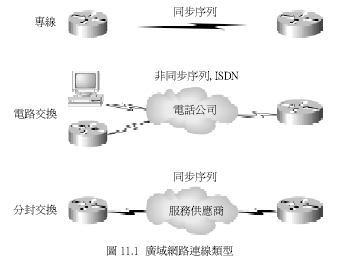 同步序列
專線
非同步序列, ISDN
電路交換
電話公司
同步序列
分封交換
服務供應商
圖 11.1 廣域網路連線類型